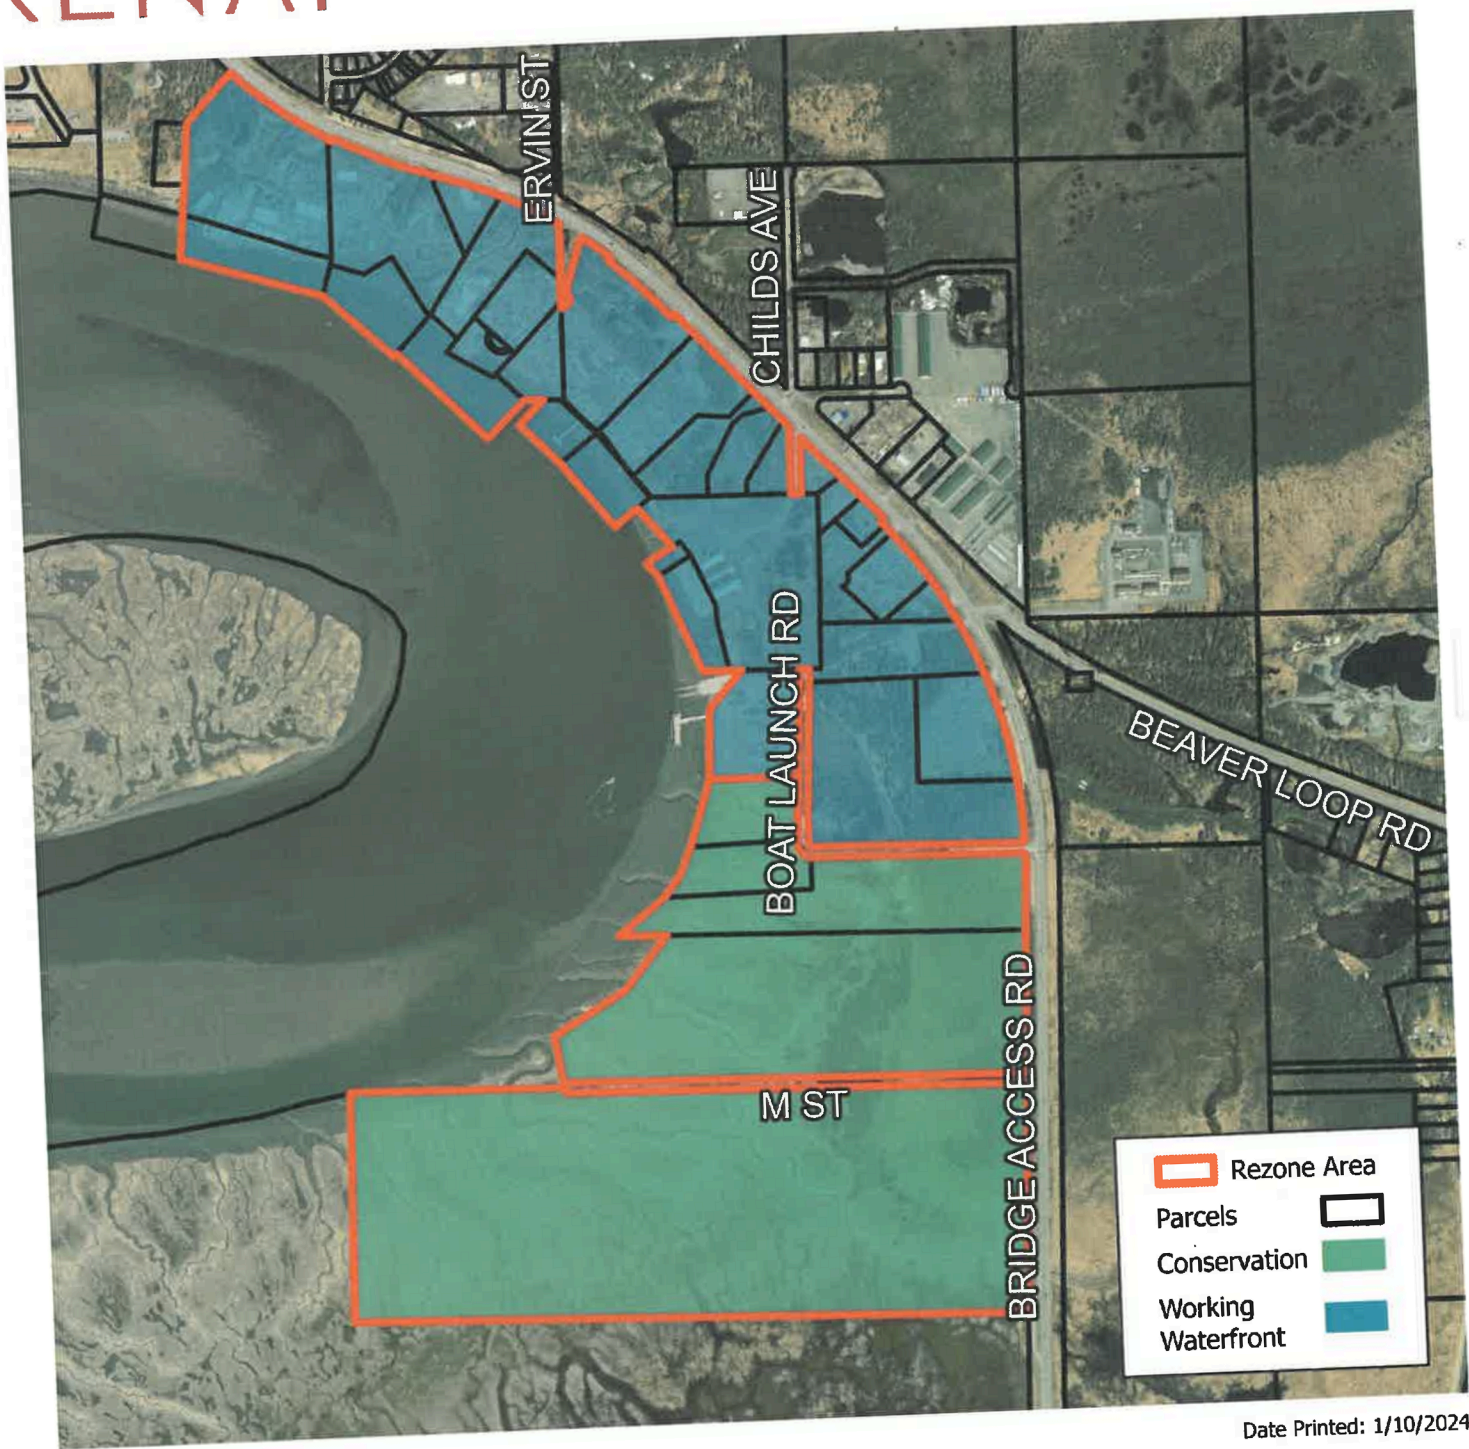 ERVIN ST
CHILDS AVE
BOAT LAUNCH RD
BEAVER LOOP RD
BRIDGE ACCESS RD
M ST
Rezone Area
Parcels
Conservation
Working
Waterfront
Date Printed: 1/10/2024